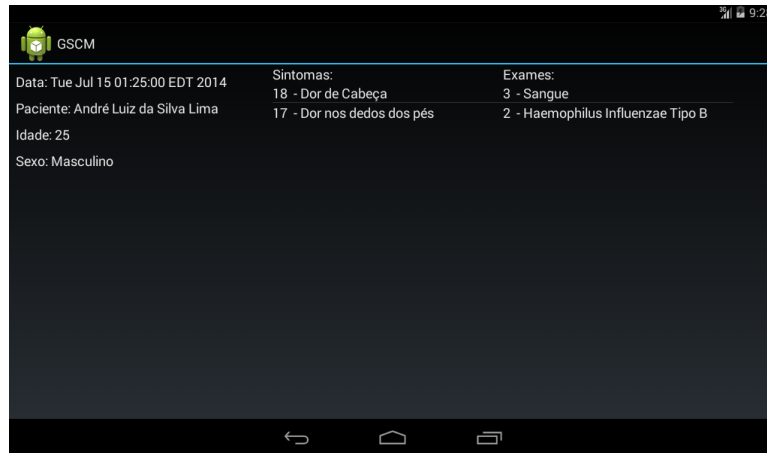 3G 9:2
GSCM
Data: Tue Jul 15 01:25:00 EDT 2014
Paciente: André Luiz da Silva Lima
Idade: 25
Sexo: Masculino
Sintomas:
18 - Dor de Cabeça
17 - Dor nos dedos dos pés
Exames:
3 - Sangue
2 - Haemophilus Influenzae Tipo B